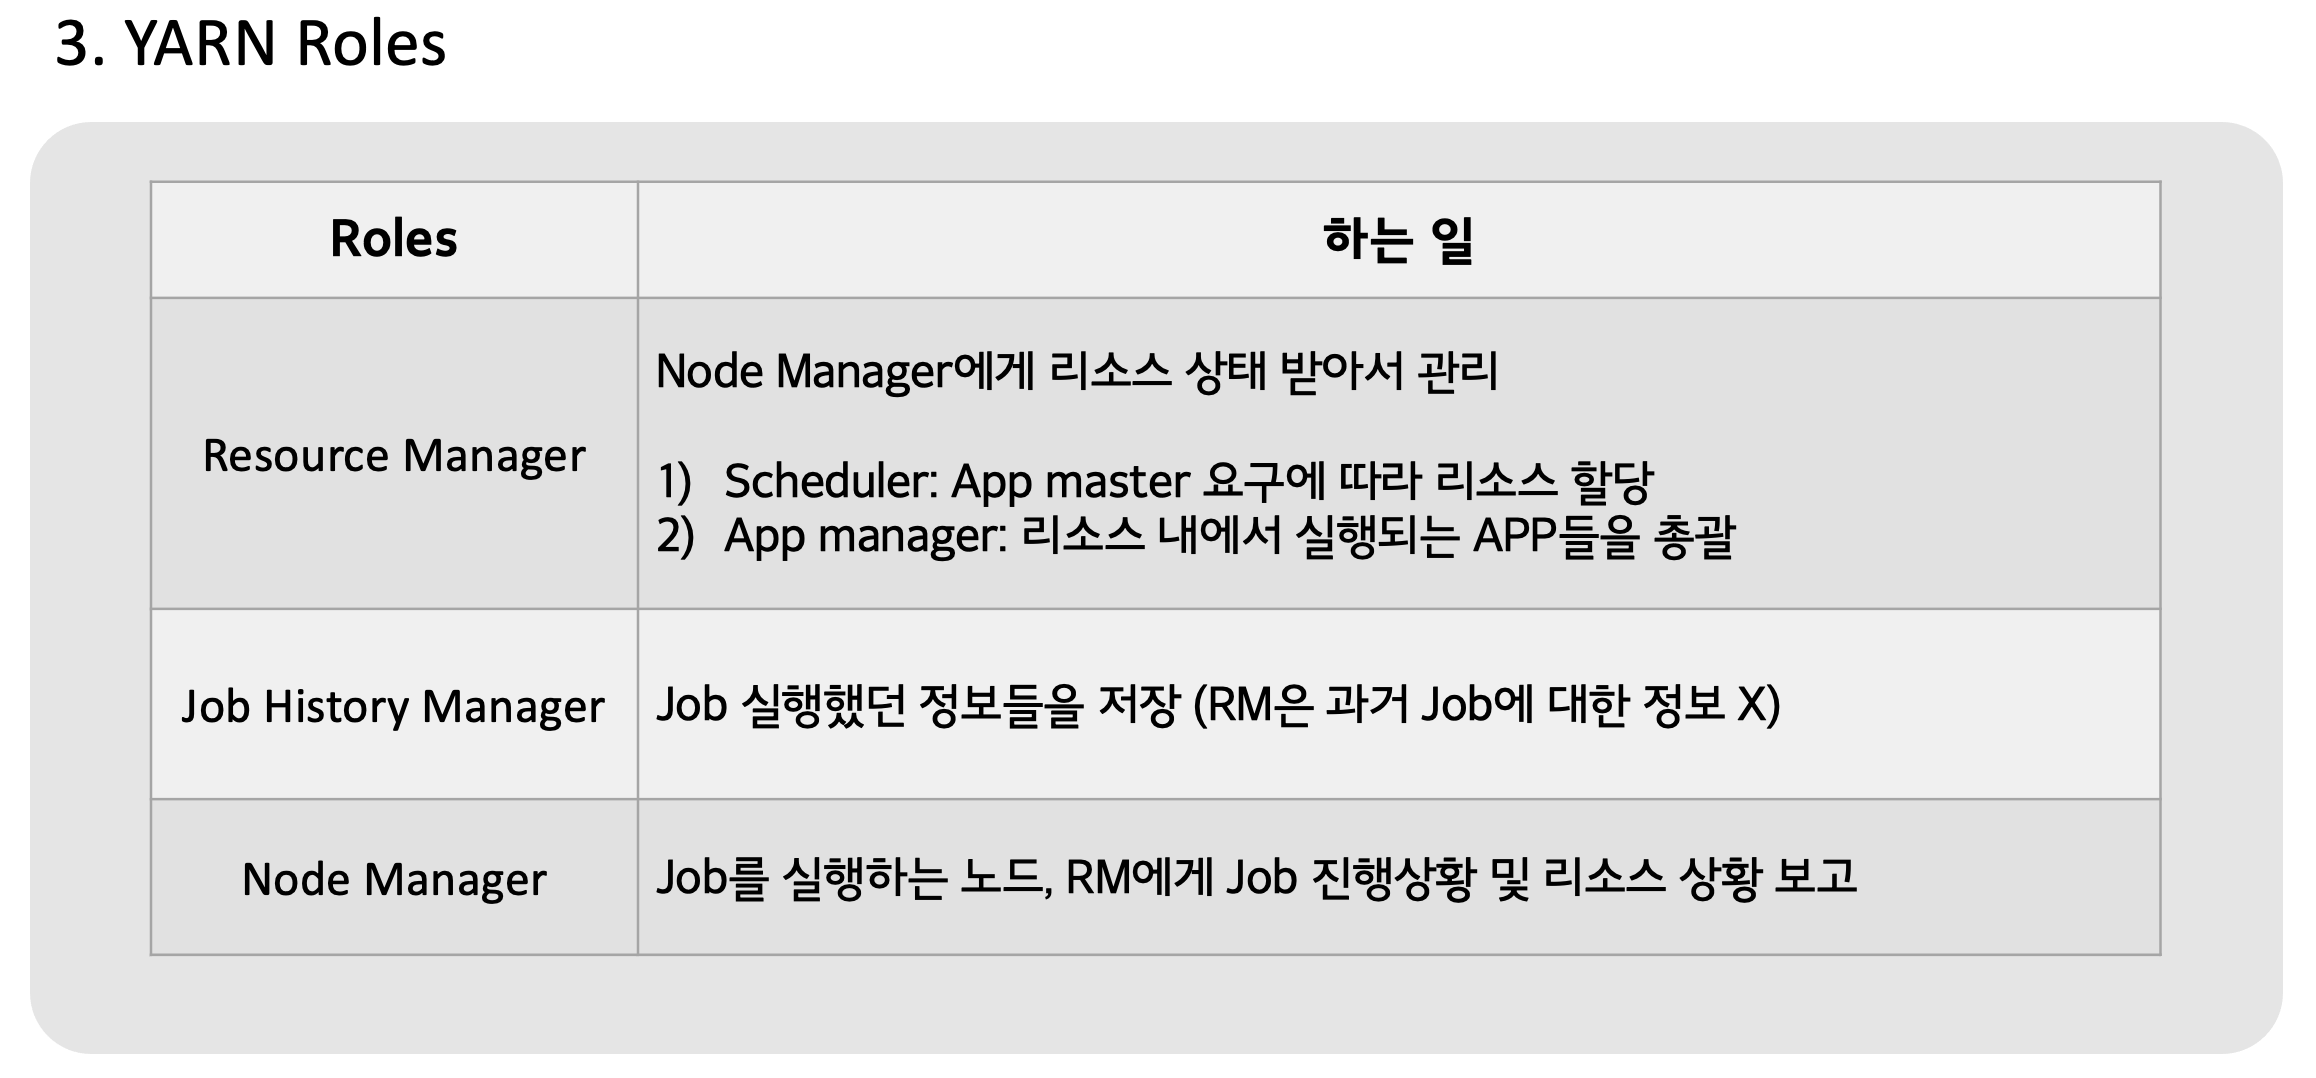 3. YARN Roles
Roles
하는 일
Resource Manager
Node Manager에게 리소스 상태 받아서 관리
1) Scheduler: App master 요구에 따라 리소스 할당
2) App manager: 리소스 내에서 실행되는 APP들을 총괄
Job History Manager
Job 실행했던 정보들을 저장 (RM은 과거 Job에 대한 정보 X)
Node Manager
Job를 실행하는 노드, RM에게 Job 진행상황 및 리소스 상황 보고